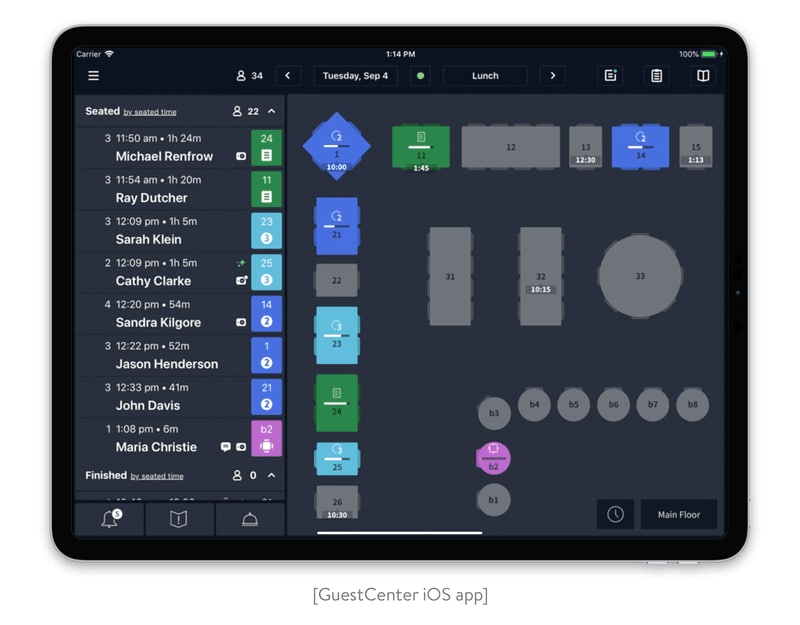 Carrier
1:14 PM
100%
34
Tuesday, Sep 4
Lunch
Seated by seated time 22
3 11:50 am • 1h 24m 24
Michael Renfrow
3 11:54 am • 1h 20m 11
Ray Dutcher
3 12:09 pm • 1h 5m 23
Sarah Klein 3
2 12:09 pm • 1h 5m 25
Cathy Clarke 3
4 12:20 pm • 54m 14
Sandra Kilgore 2
3 12:22 pm • 52m 1
Jason Henderson 2
3 12:33 pm • 41m 21
John Davis 2
1 1:08 pm • 6m b2
Maria Christie
Finished by seated time 0
5
2
1
10:00
11
1:45
12
13
12:30
2
14
15
1:13
2
21
22
3
23
24
3
25
26
10:30
31
32
10:15
33
b3
b4
b5
b6
b7
b8
b2
b1
Main Floor
[GuestCenter iOS app]